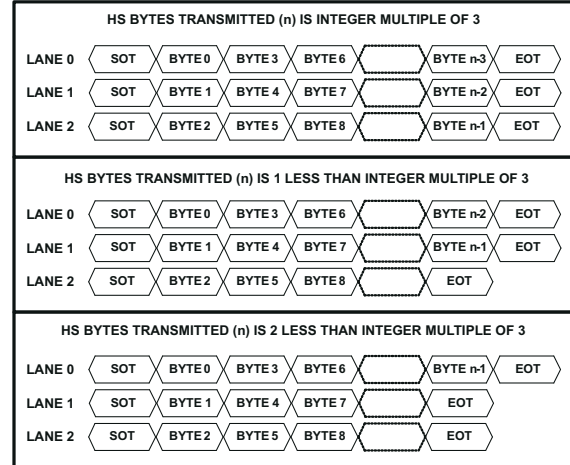 HS BYTES TRANSMITTED (n) IS INTEGER MULTIPLE OF 3
LANE 0 SOT BYTE 0 BYTE 3 BYTE 6 BYTE n-3 EOT
LANE 1 SOT BYTE 1 BYTE 4 BYTE 7 BYTE n-2 EOT
LANE 2 SOT BYTE 2 BYTE 5 BYTE 8 BYTE n-1 EOT
HS BYTES TRANSMITTED (n) IS 1 LESS THAN INTEGER MULTIPLE OF 3
LANE 0 SOT BYTE 0 BYTE 3 BYTE 6 BYTE n-2 EOT
LANE 1 SOT BYTE 1 BYTE 4 BYTE 7 BYTE n-1 EOT
LANE 2 SOT BYTE 2 BYTE 5 BYTE 8 EOT
HS BYTES TRANSMITTED (n) IS 2 LESS THAN INTEGER MULTIPLE OF 3
LANE 0 SOT BYTE 0 BYTE 3 BYTE 6 BYTE n-1 EOT
LANE 1 SOT BYTE 1 BYTE 4 BYTE 7 EOT
LANE 2 SOT BYTE 2 BYTE 5 BYTE 8 EOT